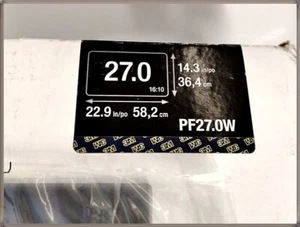 27.0
16:10
14.3 in/po
36,4 cm
22.9 in/po 58,2 cm
PF27.0W